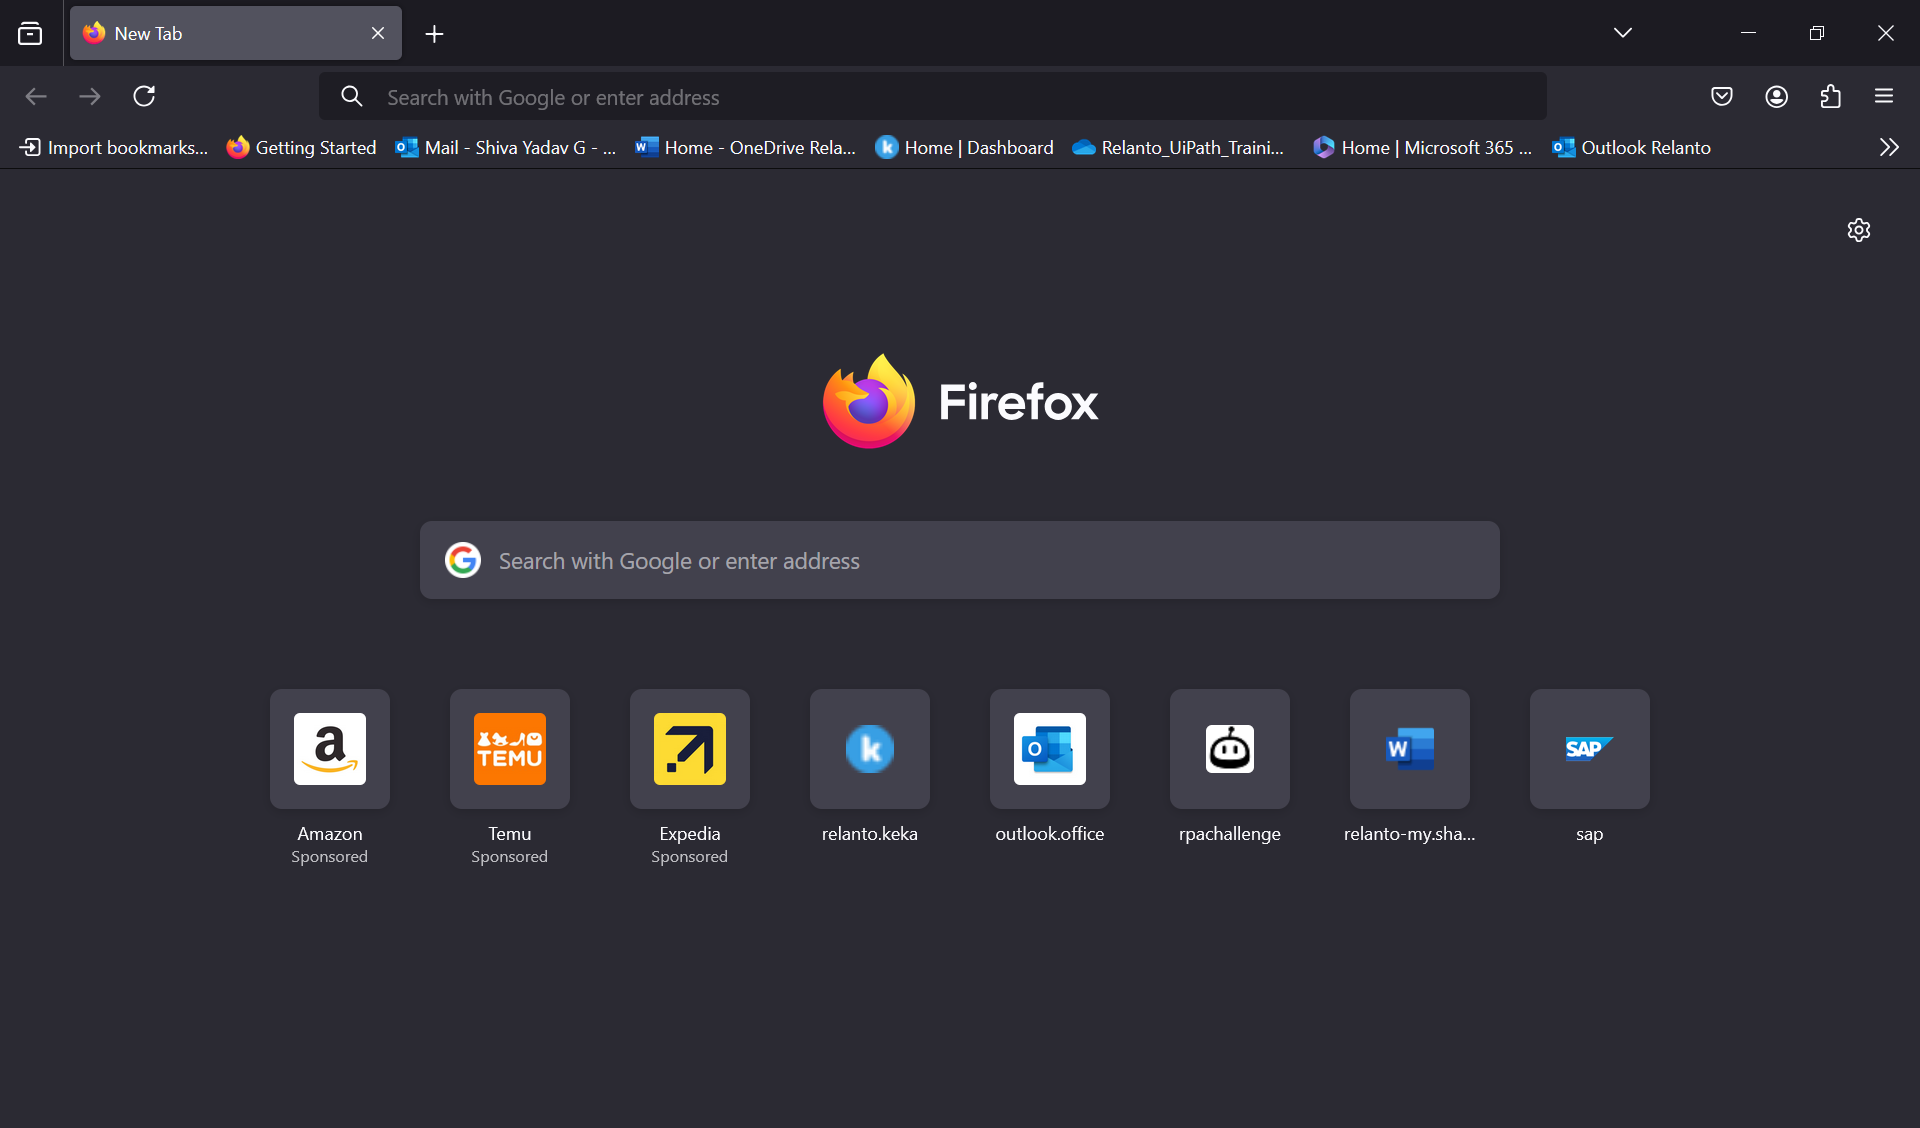 New Tab
Search with Google or enter address
Import bookmarks...
Getting Started
Mail - Shiva Yadav G - ...
Home - OneDrive Rela...
Home | Dashboard
Relanto_UiPath_Traini...
Home | Microsoft 365 ...
Outlook Relanto
Firefox
Search with Google or enter address
a
TEMU
k
O
W
SAP
Amazon
Sponsored
Temu
Sponsored
Expedia
Sponsored
relanto.keka
outlook.office
rpachallenge
relanto-my.sha...
sap